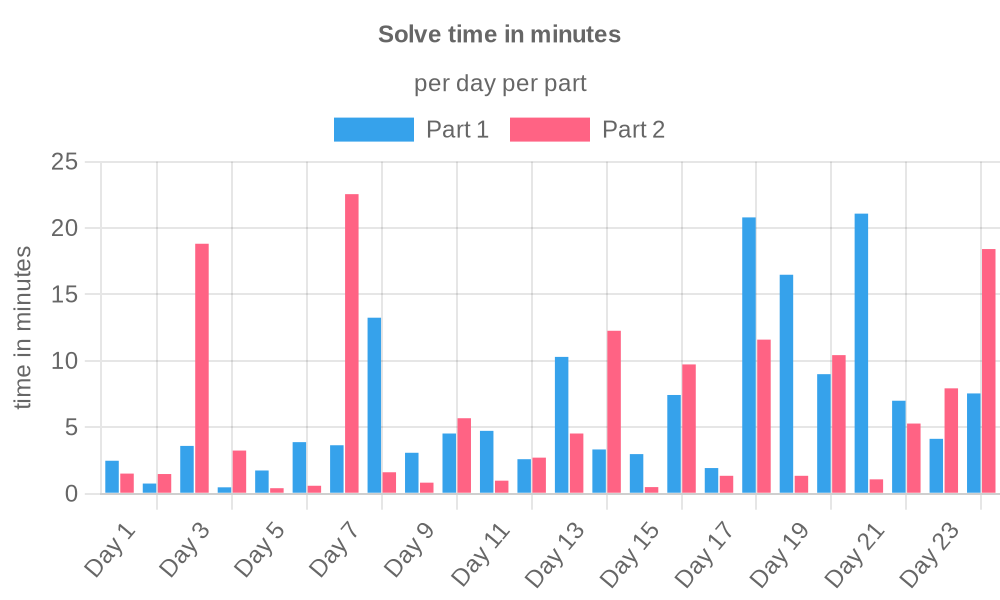 Solve time in minutes
per day per part
Part 1 Part 2
25
20
15
10
5
0
time in minutes
Day 1 Day 3 Day 5 Day 7 Day 9 Day 11 Day 13 Day 15 Day 17 Day 19 Day 21 Day 23